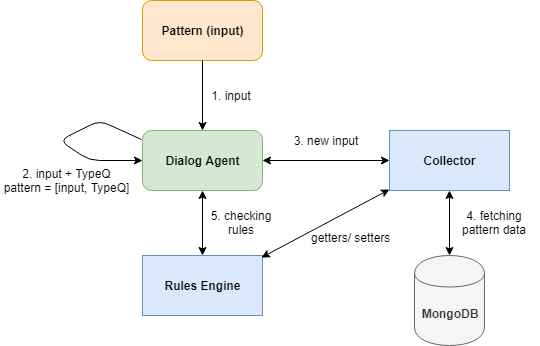 Pattern (input)
1. input
3. new input
Dialog Agent
Collector
2. input + TypeQ
pattern = [input, TypeQ]
5. checking
rules
4. fetching
pattern data
getters/ setters
Rules Engine
MongoDB